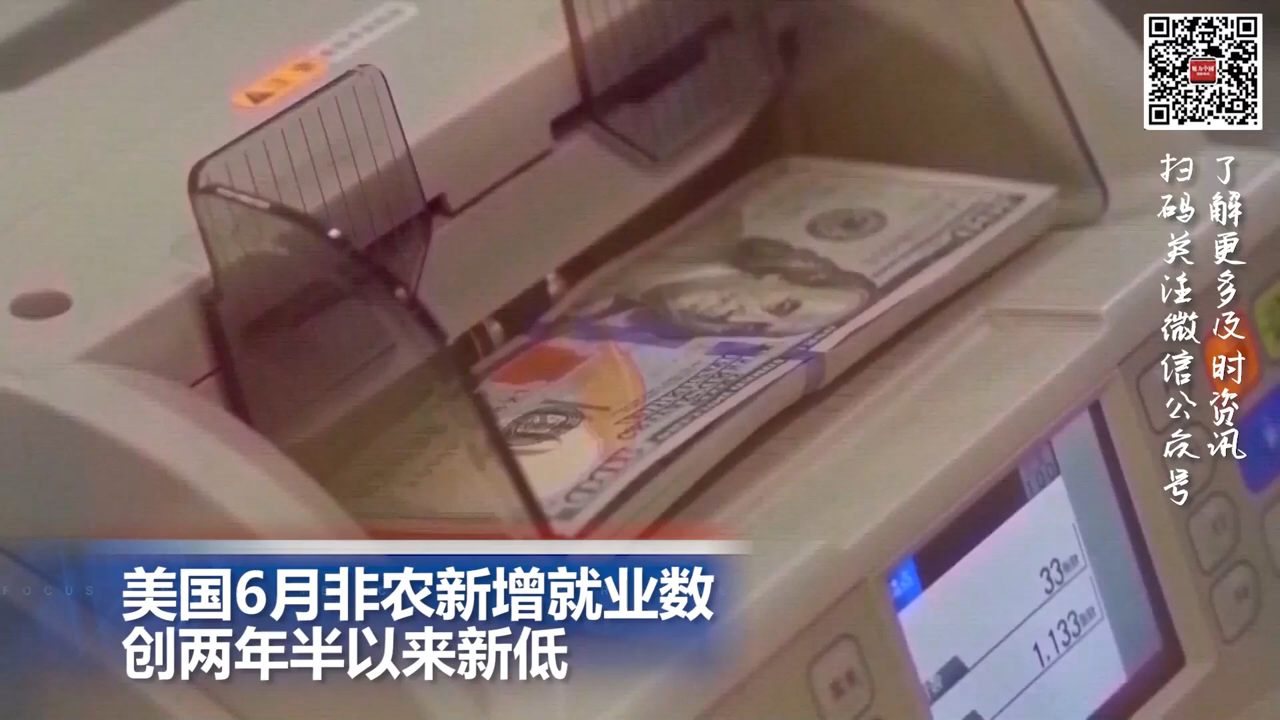 了解更多及时资讯
扫码关注微信公众号
FOCUS
美国6月非农新增就业数
创两年半以来新低
100
33
1.133